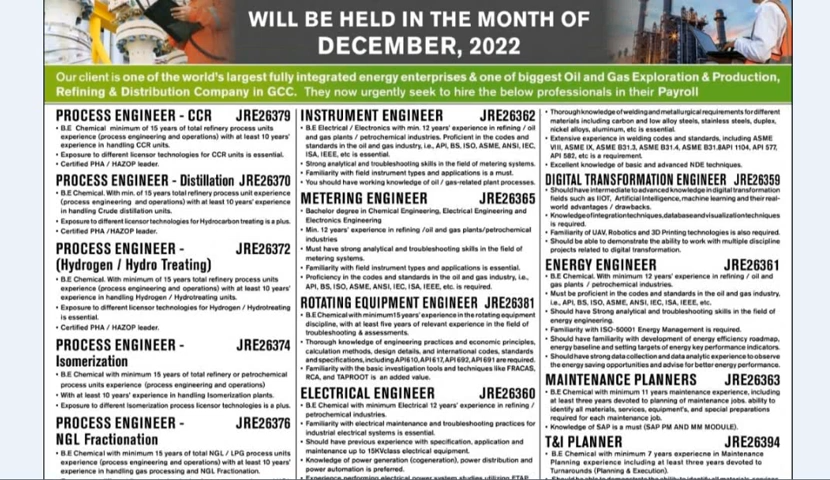 WILL BE HELD IN THE MONTH OF
DECEMBER, 2022
Our client is one of the world's largest fully integrated energy enterprises & one of biggest Oil and Gas Exploration & Production,
Refining & Distribution Company in GCC. They now urgently seek to hire the below professionals in their Payroll
PROCESS ENGINEER - CCR JRE26379
• B.E Chemical minimum of 15 years of total refinery process units
experience (process engineering and operations) with at least 10 years'
experience in handling CCR units.
• Exposure to different licensor technologies for CCR units is essential.
• Certified PHA / HAZOP leader.
PROCESS ENGINEER - Distillation JRE26370
• B.E Chemical. With min. of 15 years total refinery process unit experience
(process engineering and operations) with at least 10 years' experience
in handling Crude distillation units.
• Exposure to different licensor technologies for Hydrocarbon treating is a plus.
• Certified PHA /HAZOP leader.
PROCESS ENGINEER - JRE26372
(Hydrogen / Hydro Treating)
• B.E Chemical. With minimum of 15 years total refinery process units
experience (process engineering and operations) with at least 10 years'
experience in handling Hydrogen / Hydrotreating units.
• Exposure to different licensor technologies for Hydrogen / Hydrotreating
is essential.
• Certified PHA / HAZOP leader.
PROCESS ENGINEER - JRE26374
Isomerization
• B.E Chemical with minimum 15 years of total refinery or petrochemical
process units experience (process engineering and operations)
• With at least 10 years' experience in handling Isomerization plants.
• Exposure to different Isomerization process licensor technologies is a plus.
PROCESS ENGINEER - JRE26376
NGL Fractionation
• B.E Chemical with minimum 15 years of total NGL / LPG process units
experience (process engineering and operations) with at least 10 years'
experience in handling gas processing and NGL Fractionation.
INSTRUMENT ENGINEER JRE26362
• B.E Electrical / Electronics with min. 12 years' experience in refining / oil
and gas plants / petrochemical industries. Proficient in the codes and
standards in the oil and gas industry, i.e., API, BS, ISO, ASME, ANSI, IEC,
ISA, IEEE, etc is essential.
• Strong analytical and troubleshooting skills in the field of metering systems.
• Familiarity with field instrument types and applications is a must.
• You should have working knowledge of oil / gas-related plant processes.
METERING ENGINEER JRE26365
• Bachelor degree in Chemical Engineering, Electrical Engineering and
Electronics Engineering
• Min. 12 years' experience in refining /oil and gas plants/petrochemical
industries
• Must have strong analytical and troubleshooting skills in the field of
metering systems.
• Familiarity with field instrument types and applications is essential.
• Proficiency in the codes and standards in the oil and gas industry, i.e.,
API, BS, ISO, ASME, ANSI, IEC, ISA, IEEE, etc. is required.
ROTATING EQUIPMENT ENGINEER JRE26381
• B.E Chemical with minimum 15 years' experience in the rotating equipment
discipline, with at least five years of relevant experience in the field of
troubleshooting & assessments.
• Thorough knowledge of engineering practices and economic principles,
calculation methods, design details, and international codes, standards
and specifications, including API 610, API 617, API 692, API 691 are required.
• Familiarity with the basic investigation tools and techniques like FRACAS,
RCA, and TAPROOT is an added value.
ELECTRICAL ENGINEER JRE26360
• B.E Chemical with minimum Electrical 12 years' experience in refining /
petrochemical industries.
• Familiarity with electrical maintenance and troubleshooting practices for
industrial electrical systems is essential.
• Should have previous experience with specification, application and
maintenance up to 15KVclass electrical equipment.
• Knowledge of power generation (cogeneration), power distribution and
power automation is preferred.
• Experience performing electrical power system studies utilizing ETAP
• Thorough knowledge of welding and metallurgical requirements for different
materials including carbon and low alloy steels, stainless steels, duplex,
nickel alloys, aluminum, etc is essential.
• Extensive experience in welding codes and standards, including ASME
VIII, ASME IX, ASME B31.3, ASME B31.4, ASME B31.8API 1104, API 577,
API 582, etc is a requirement.
• Excellent knowledge of basic and advanced NDE techniques.
DIGITAL TRANSFORMATION ENGINEER JRE26359
• Should have intermediate to advanced knowledge in digital transformation
fields such as IIOT, Artificial Intelligence, machine learning and their real-
world advantages / drawbacks.
• Knowledge of integration techniques, database and visualization techniques
is required.
• Familiarity of UAV, Robotics and 3D Printing technologies is also required.
• Should be able to demonstrate the ability to work with multiple discipline
projects related to digital transformation.
ENERGY ENGINEER JRE26361
• B.E Chemical. With minimum 12 years' experience in refining / oil and
gas plants / petrochemical industries.
• Must be proficient in the codes and standards in the oil and gas industry,
i.e., API, BS, ISO, ASME, ANSI, IEC, ISA, IEEE, etc.
• Should have Strong analytical and troubleshooting skills in the field of
energy engineering.
• Familiarity with ISO-50001 Energy Management is required.
• Should have familiarity with development of energy efficiency roadmap,
energy baseline and setting targets of energy key performance indicators.
• Should have strong data collection and data analytic experience to observe
the energy saving opportunities and advise for better energy performance.
MAINTENANCE PLANNERS JRE26363
• B.E Chemical with minimum 11 years maintenance experience, including
at least three years devoted to planning of maintenance jobs. ability to
identify all materials, services, equipment's, and special preparations
required for each maintenance job.
• Knowledge of SAP is a must (SAP PM AND MM MODULE).
T&I PLANNER JRE26394
• B.E Chemical with minimum 7 years experiecne in Maintenance
Planning experience including at least three years devoted to
Turnarounds (Planning & Execution).